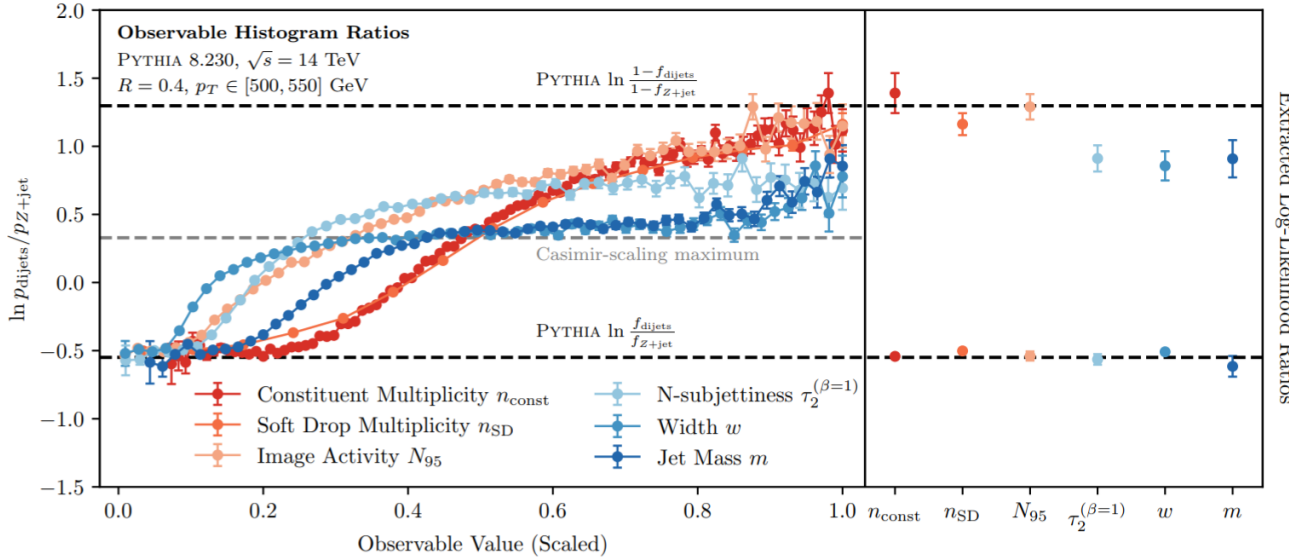 Observable Histogram Ratios
PYTHIA 8.230, √s = 14 TeV
R = 0.4, p_T ∈ [500, 550] GeV
PYTHIA ln (1−f_dijets)/(1−f_{Z+jet})
Casimir-scaling maximum
PYTHIA ln f_dijets/f_{Z+jet}
Constituent Multiplicity n_const
Soft Drop Multiplicity n_SD
Image Activity N_95
N-subjettiness τ_2^{(β=1)}
Width w
Jet Mass m
ln p_dijets/p_{Z+jet}
2.0
1.5
1.0
0.5
0.0
−0.5
−1.0
−1.5
0.0 0.2 0.4 0.6 0.8 1.0
Observable Value (Scaled)
n_const n_SD N_95 τ_2^{(β=1)} w m
Extracted Log-Likelihood Ratios